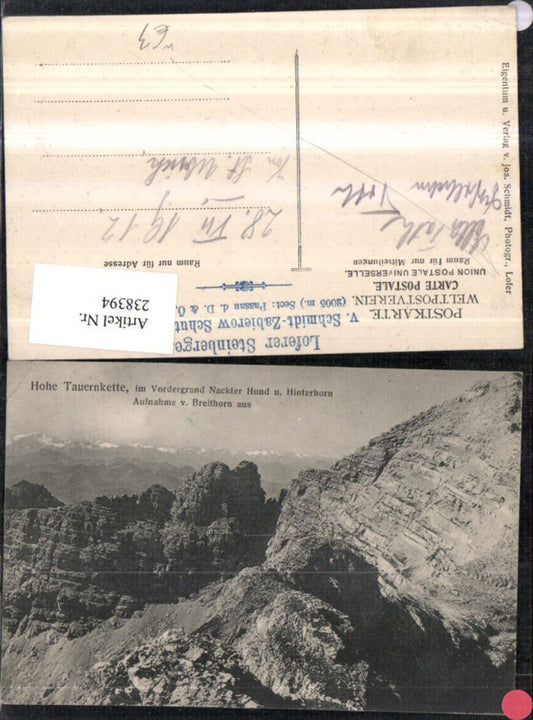 Eigentum u. Verlag v. Jos. Schmidt, Photogr., Lofer
POSTKARTE.
WELTPOSTVEREIN.
CARTE POSTALE.
UNION POSTALE UNIVERSELLE.
Raum nur für Mitteilungen
Raum nur für Adresse
Loferer Steinberge
v. Schmidt-Zabierow Schut
(2005 m.) Sect: Passau d. D. & Ö.
28. VII 1912
Artikel Nr.
238394
Hohe Tauernkette, im Vordergrund Nackter Hund u. Hinterhorn
Aufnahme v. Breithorn aus